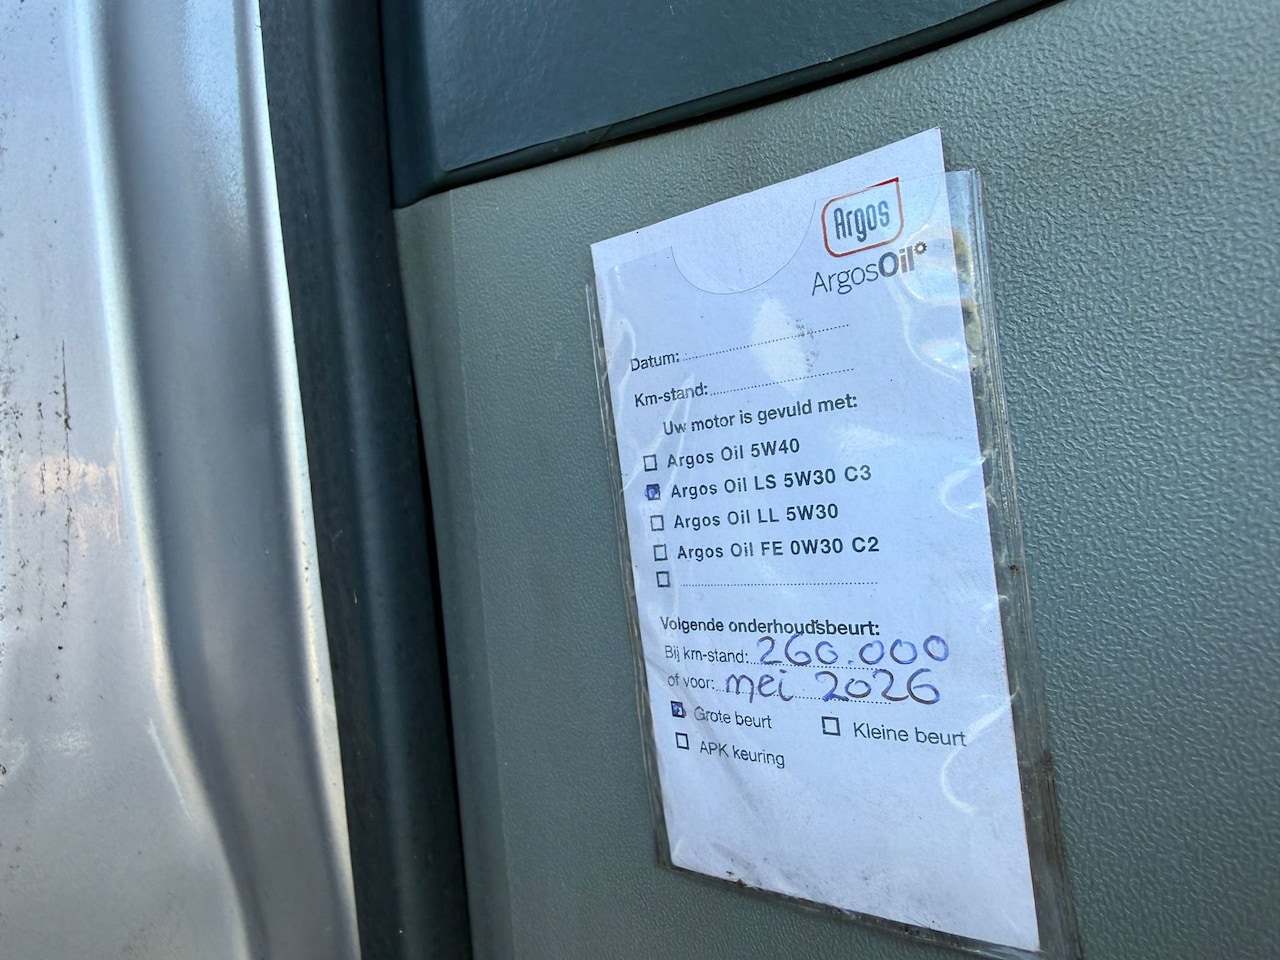 Argos
ArgosOil
Datum:
Km-stand:
Uw motor is gevuld met:
Argos Oil 5W40
Argos Oil LS 5W30 C3
Argos Oil LL 5W30
Argos Oil FE 0W30 C2
Volgende onderhoudsbeurt:
Bij km-stand: 260.000
of voor: mei 2026
Grote beurt Kleine beurt
APK keuring